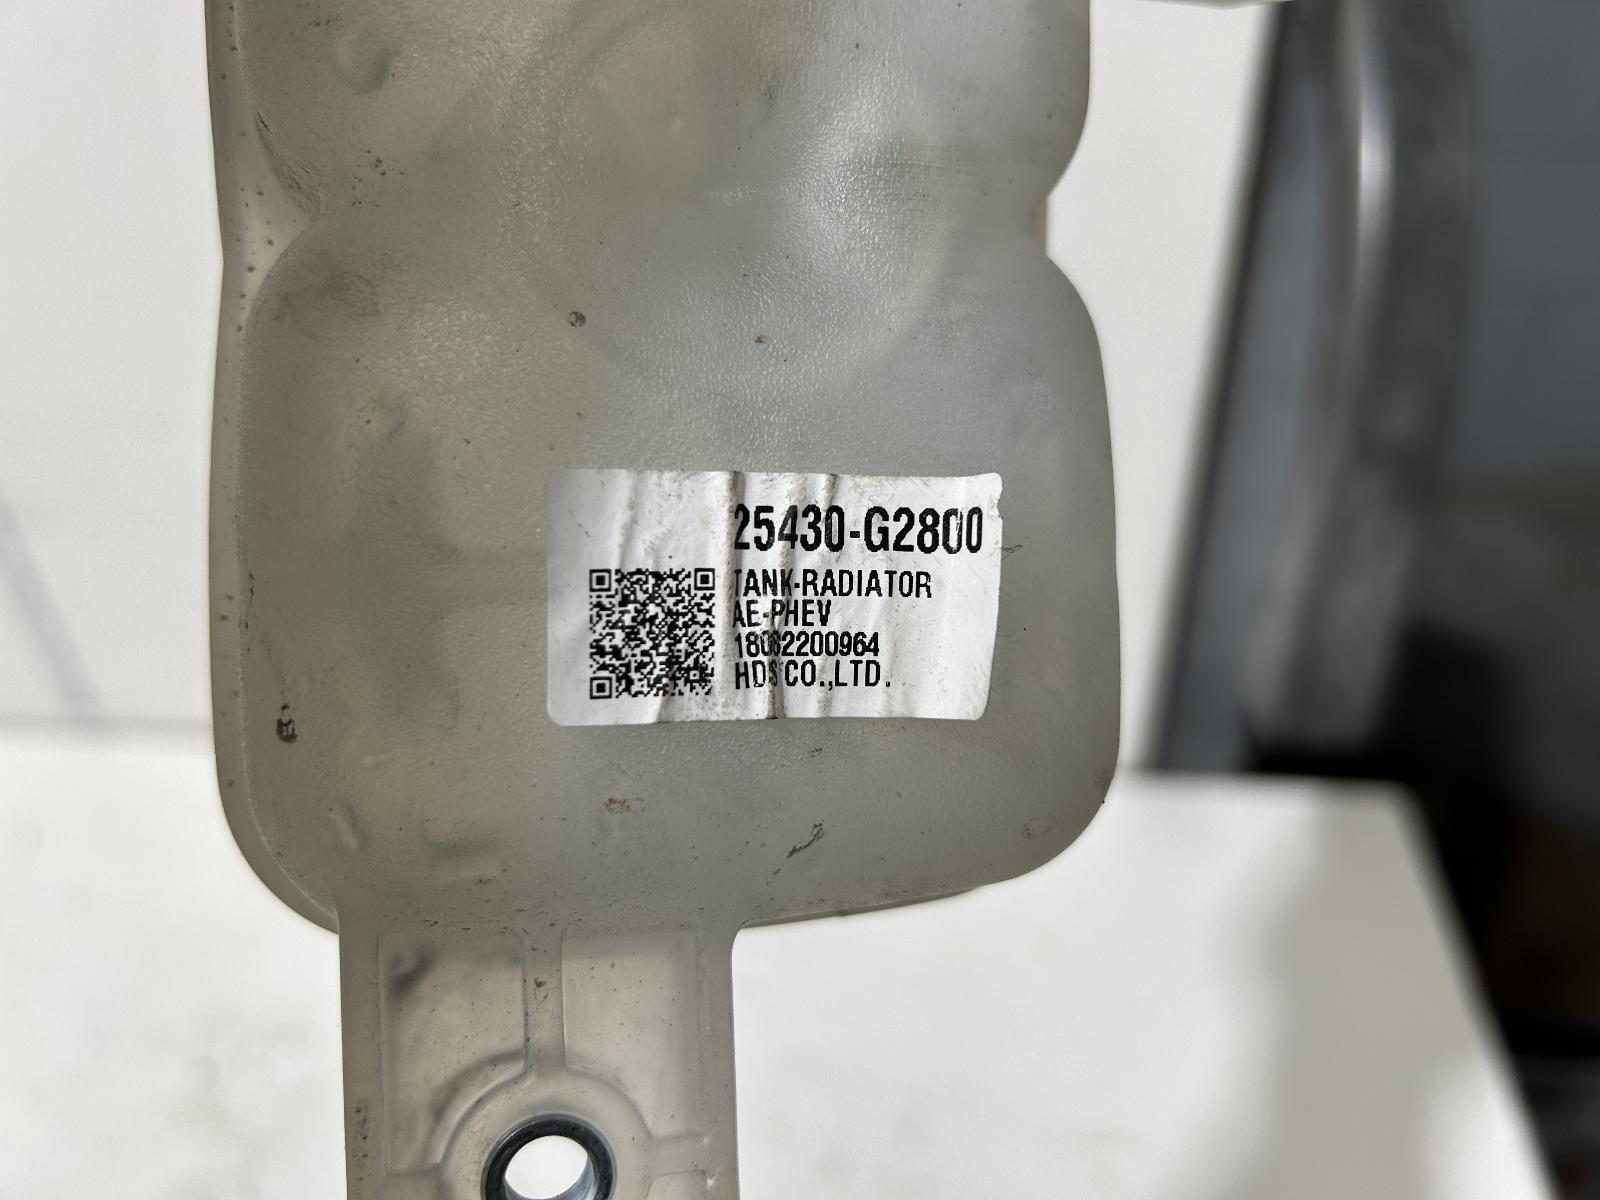 25430-G2800
TANK-RADIATOR
AE-PHEV
18062200964
HDS CO.,LTD.